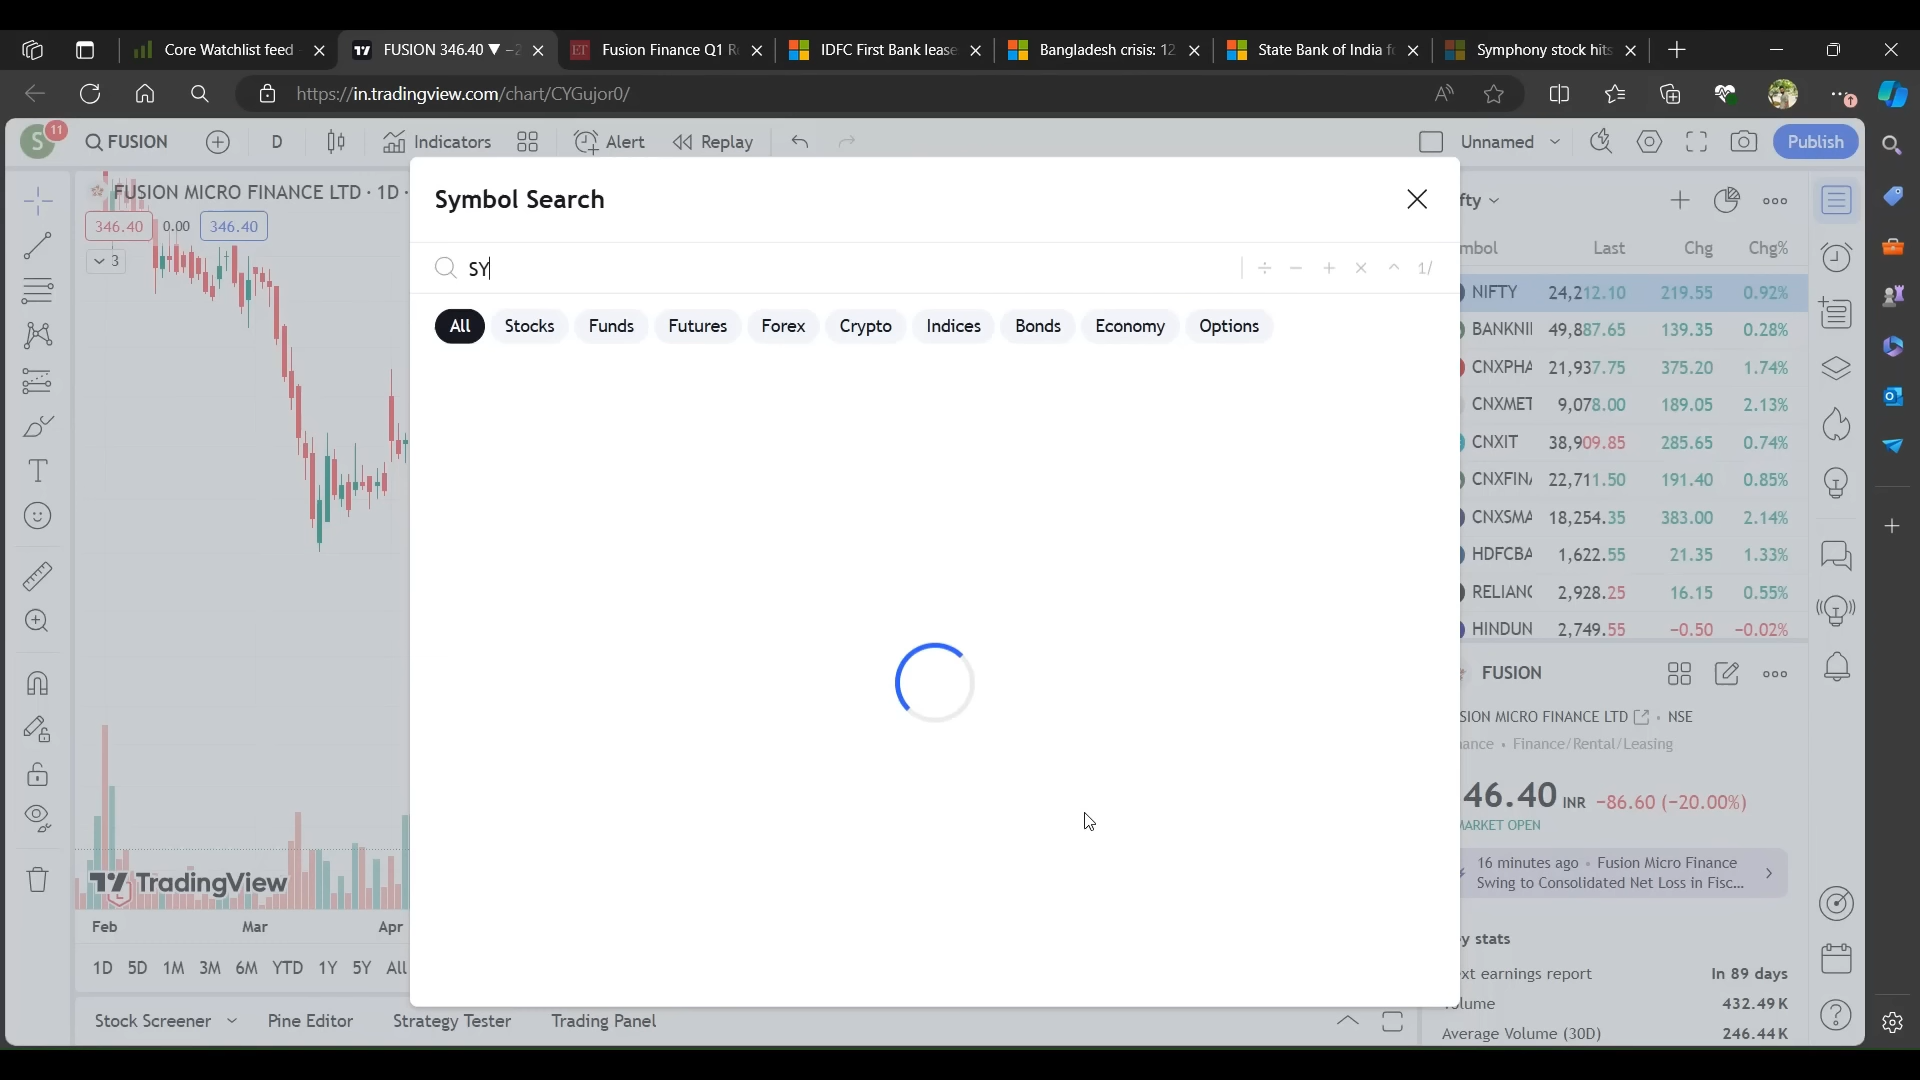 Core Watchlist feed
FUSION 346.40 ▼ −2
Fusion Finance Q1 R
IDFC First Bank lease
Bangladesh crisis: 12
State Bank of India f
Symphony stock hits
https://in.tradingview.com/chart/CYGujor0/
S 11
FUSION
D
Indicators
Alert
Replay
Unnamed
Publish
FUSION MICRO FINANCE LTD · 1D ·
346.40 0.00 346.40
3
Symbol Search
SY
÷ − + × ^ 1/
All Stocks Funds Futures Forex Crypto Indices Bonds Economy Options
fty
mbol Last Chg Chg%
NIFTY 24,212.10 219.55 0.92%
BANKNI 49,887.65 139.35 0.28%
CNXPHA 21,937.75 375.20 1.74%
CNXMET 9,078.00 189.05 2.13%
CNXIT 38,909.85 285.65 0.74%
CNXFIN 22,711.50 191.40 0.85%
CNXSMA 18,254.35 383.00 2.14%
HDFCBA 1,622.55 21.35 1.33%
RELIANC 2,928.25 16.15 0.55%
HINDUN 2,749.55 −0.50 −0.02%
FUSION
SION MICRO FINANCE LTD · NSE
ance • Finance/Rental/Leasing
46.40 INR −86.60 (−20.00%)
MARKET OPEN
16 minutes ago • Fusion Micro Finance
Swing to Consolidated Net Loss in Fisc...
y stats
ext earnings report In 89 days
olume 432.49K
Average Volume (30D) 246.44K
TradingView
Feb Mar Apr
1D 5D 1M 3M 6M YTD 1Y 5Y All
Stock Screener Pine Editor Strategy Tester Trading Panel